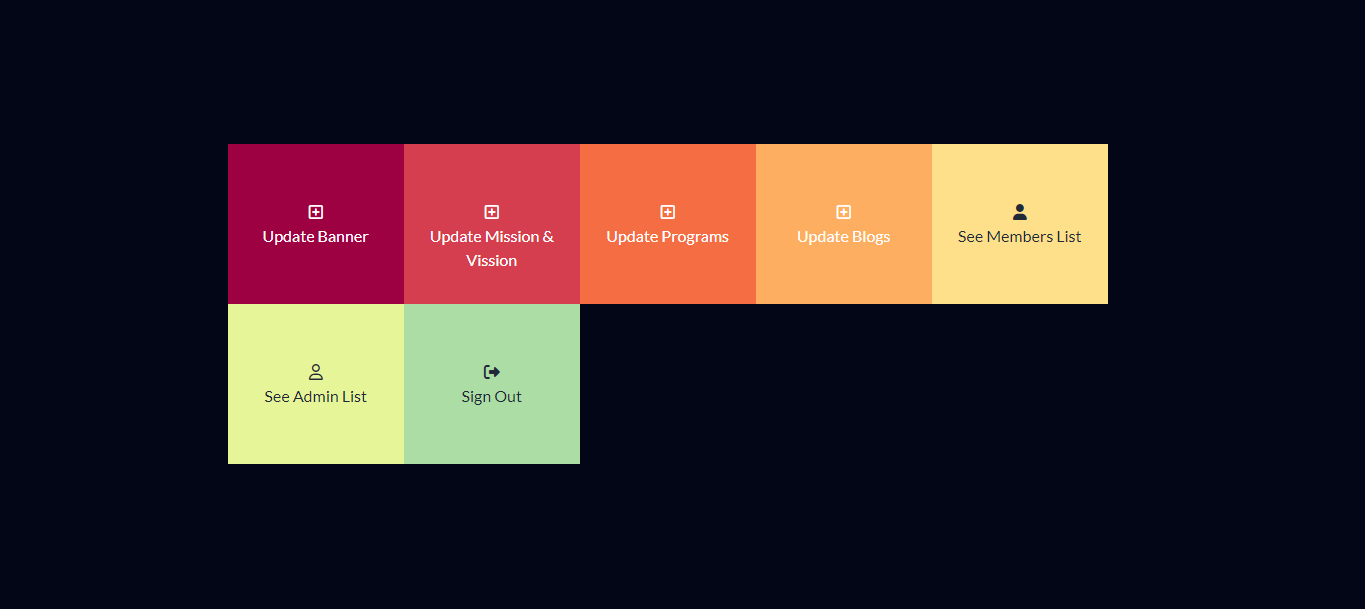 Update Banner
Update Mission &
Vission
Update Programs
Update Blogs
See Members List
See Admin List
Sign Out